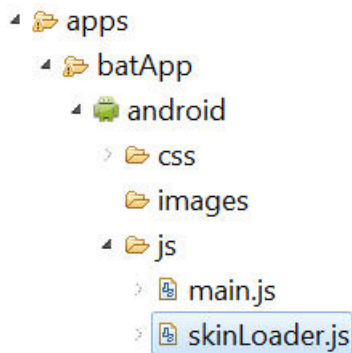 apps
batApp
android
css
images
js
main.js
skinLoader.js